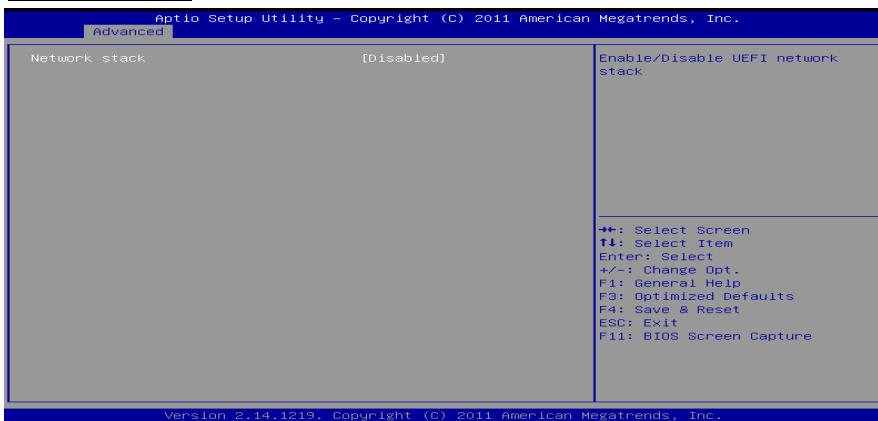 Aptio Setup Utility – Copyright (C) 2011 American Megatrends, Inc.
Advanced
Network stack [Disabled]
Enable/Disable UEFI network
stack
→←: Select Screen
↑↓: Select Item
Enter: Select
+/-: Change Opt.
F1: General Help
F3: Optimized Defaults
F4: Save & Reset
ESC: Exit
F11: BIOS Screen Capture
Version 2.14.1219. Copyright (C) 2011 American Megatrends, Inc.